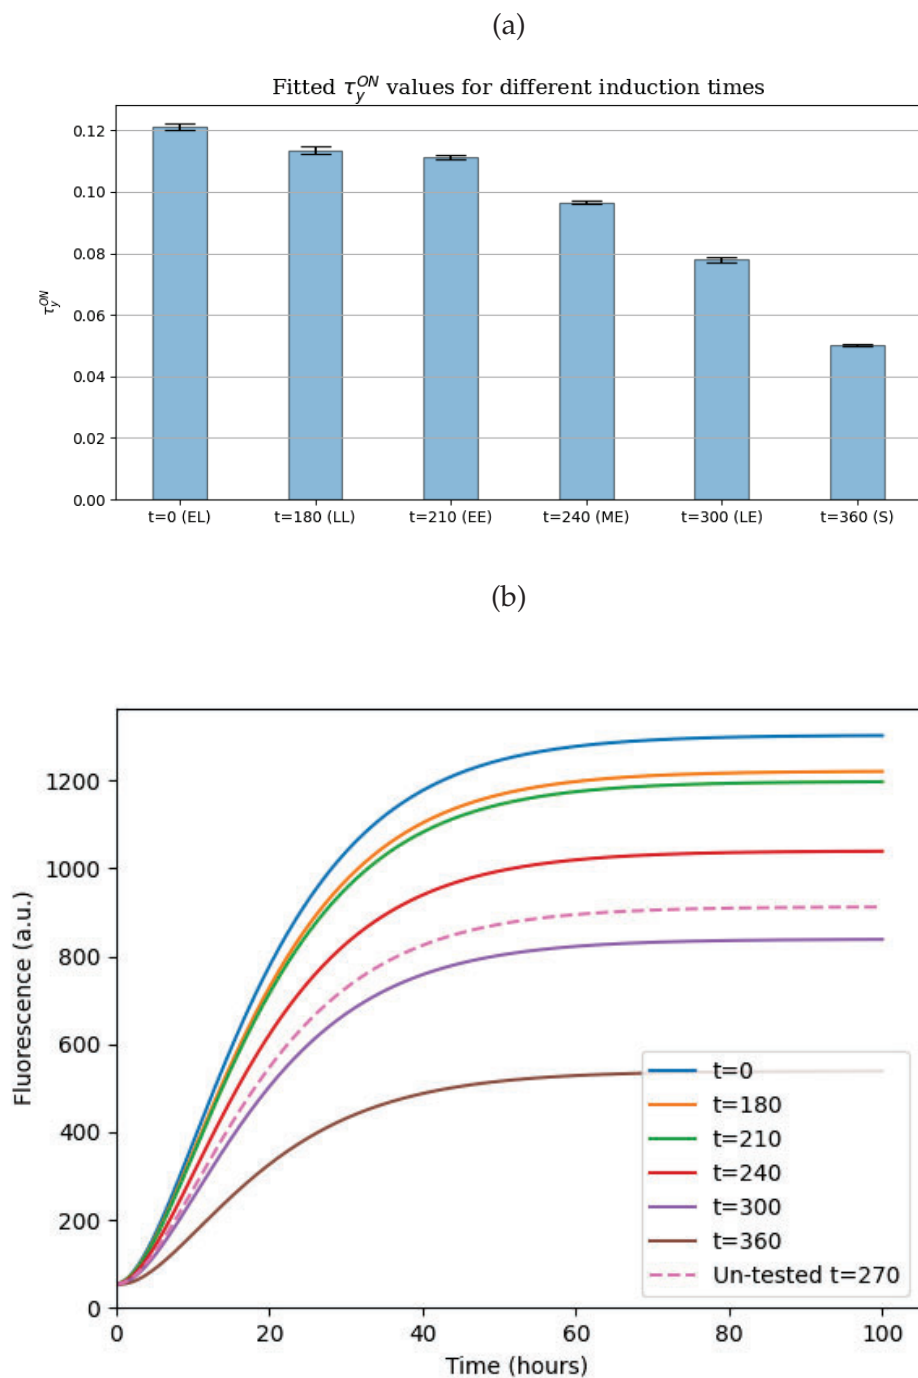 (a)
Fitted τ_y^{ON} values for different induction times
τ_y^{ON}
0.12
0.10
0.08
0.06
0.04
0.02
0.00
t=0 (EL) t=180 (LL) t=210 (EE) t=240 (ME) t=300 (LE) t=360 (S)
(b)
Fluorescence (a.u.)
1200
1000
800
600
400
200
0
t=0
t=180
t=210
t=240
t=300
t=360
Un-tested t=270
0 20 40 60 80 100
Time (hours)